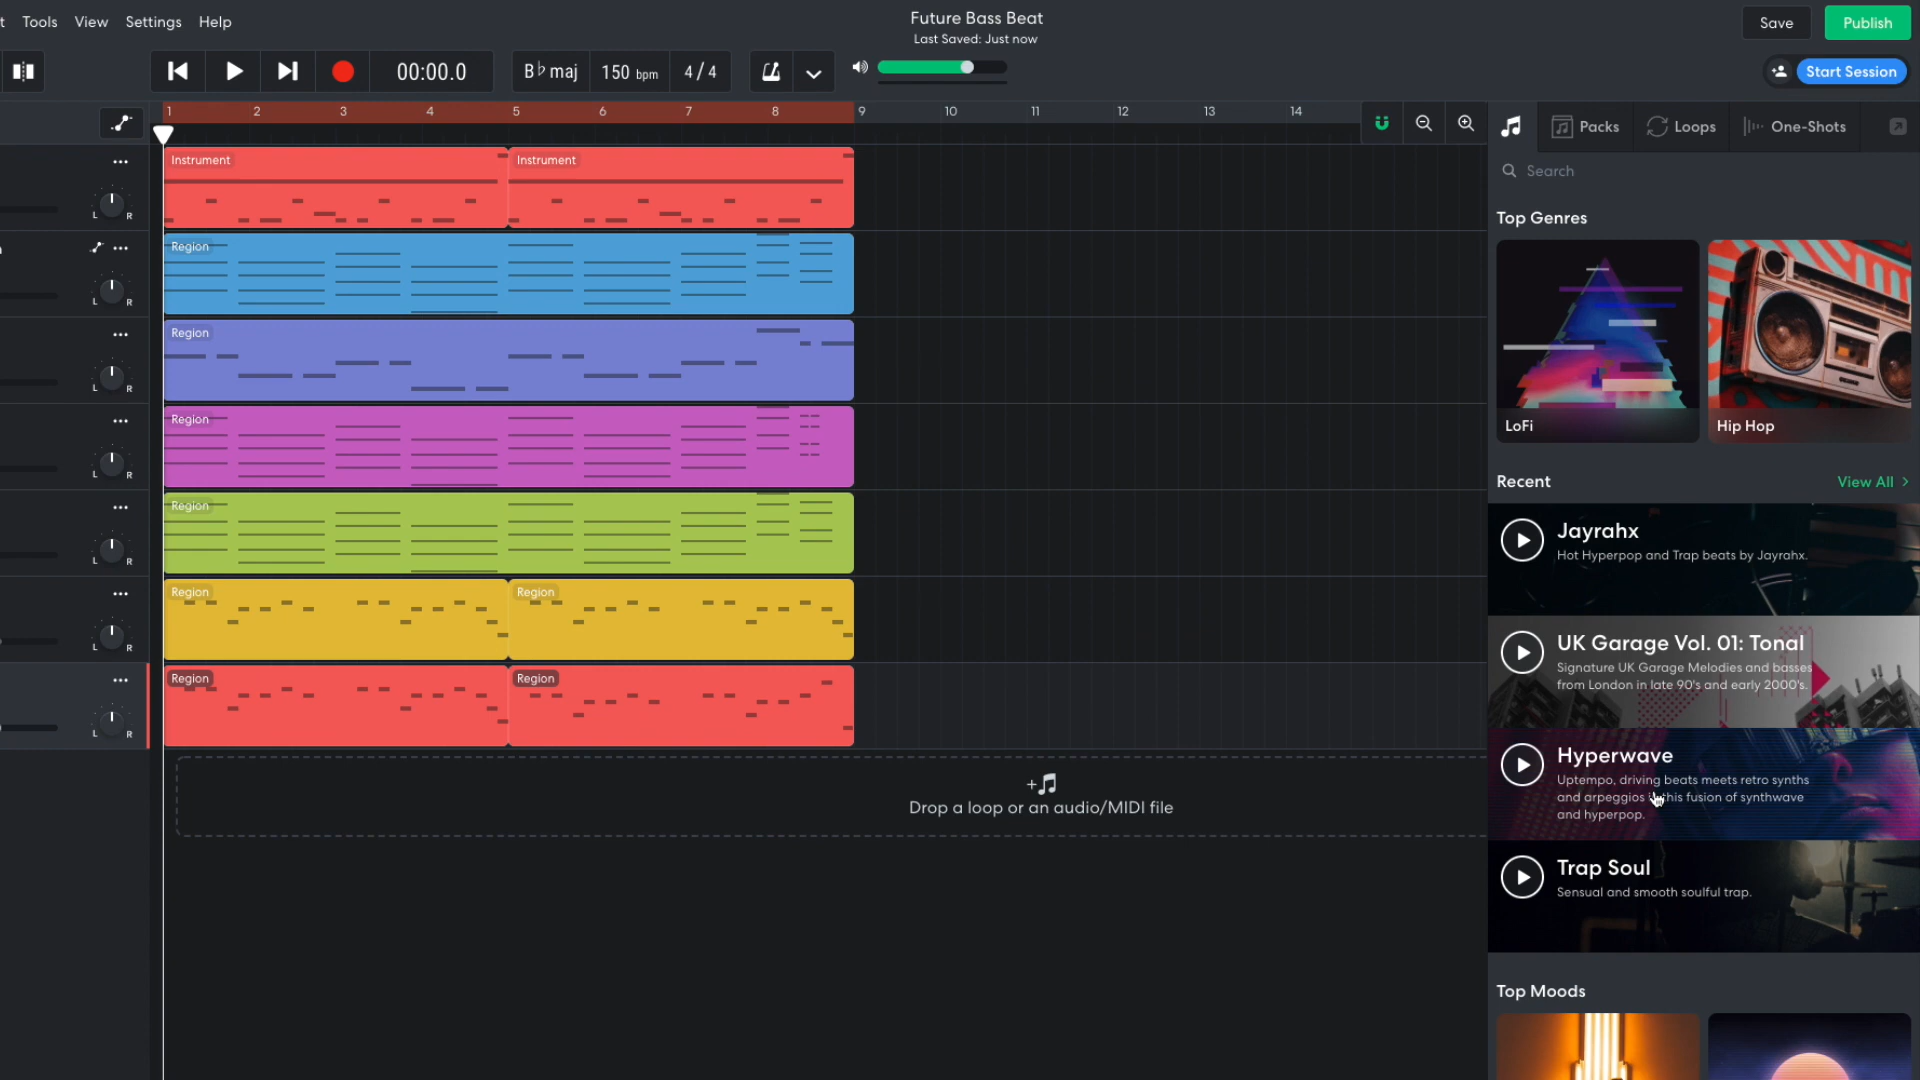 Tools View Settings Help
Future Bass Beat
Last Saved: Just now
Save
Publish
00:00.0
B♭maj
150 bpm
4/4
Start Session
1 2 3 4 5 6 7 8 9 10 11 12 13 14
Packs
Loops
One-Shots
Search
Instrument
Instrument
L R
Region
L R
Region
L R
Region
L R
Region
L R
Region
Region
L R
Region
Region
L R
Drop a loop or an audio/MIDI file
Top Genres
LoFi
Hip Hop
Recent
View All
Jayrahx
Hot Hyperpop and Trap beats by Jayrahx.
UK Garage Vol. 01: Tonal
Signature UK Garage Melodies and basses
from London in late 90's and early 2000's.
Hyperwave
Uptempo, driving beats meets retro synths
and arpeggios this fusion of synthwave
and hyperpop.
Trap Soul
Sensual and smooth soulful trap.
Top Moods